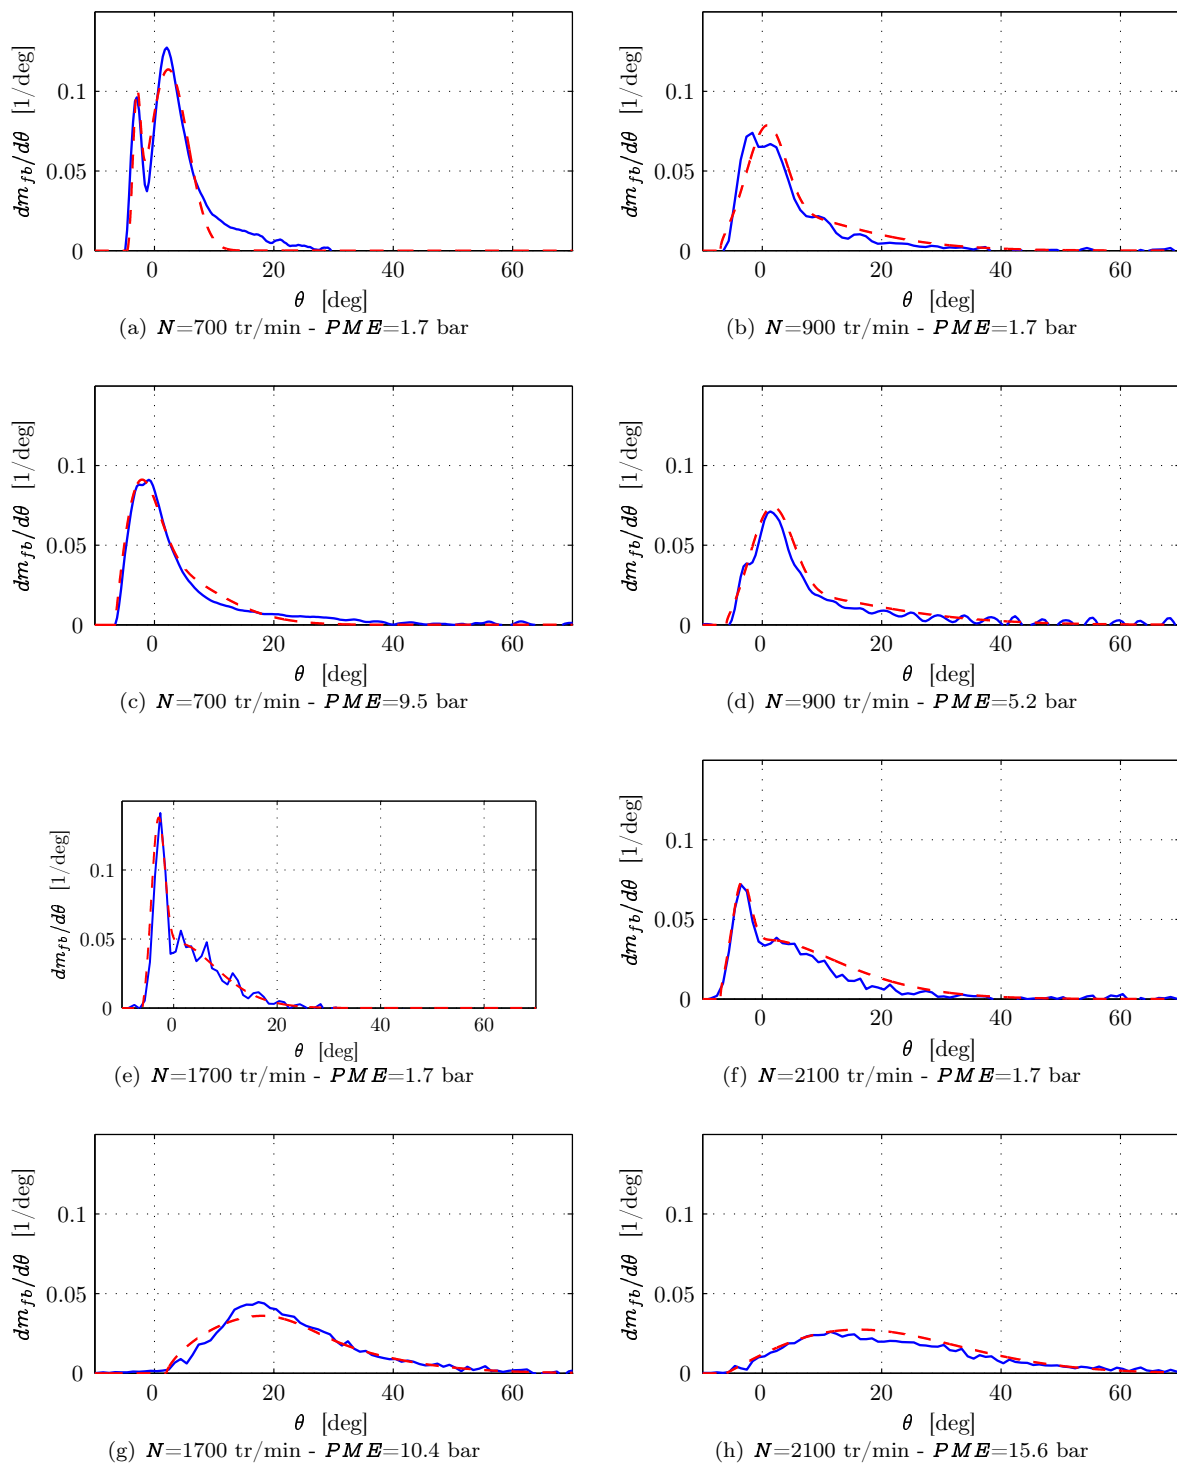 dm_fb/dθ [1/deg]
0.1
0.05
0
0 20 40 60
θ [deg]
(a) N=700 tr/min - PME=1.7 bar
dm_fb/dθ [1/deg]
0.1
0.05
0
0 20 40 60
θ [deg]
(b) N=900 tr/min - PME=1.7 bar
dm_fb/dθ [1/deg]
0.1
0.05
0
0 20 40 60
θ [deg]
(c) N=700 tr/min - PME=9.5 bar
dm_fb/dθ [1/deg]
0.1
0.05
0
0 20 40 60
θ [deg]
(d) N=900 tr/min - PME=5.2 bar
dm_fb/dθ [1/deg]
0.1
0.05
0
0 20 40 60
θ [deg]
(e) N=1700 tr/min - PME=1.7 bar
dm_fb/dθ [1/deg]
0.1
0.05
0
0 20 40 60
θ [deg]
(f) N=2100 tr/min - PME=1.7 bar
dm_fb/dθ [1/deg]
0.1
0.05
0
0 20 40 60
θ [deg]
(g) N=1700 tr/min - PME=10.4 bar
dm_fb/dθ [1/deg]
0.1
0.05
0
0 20 40 60
θ [deg]
(h) N=2100 tr/min - PME=15.6 bar